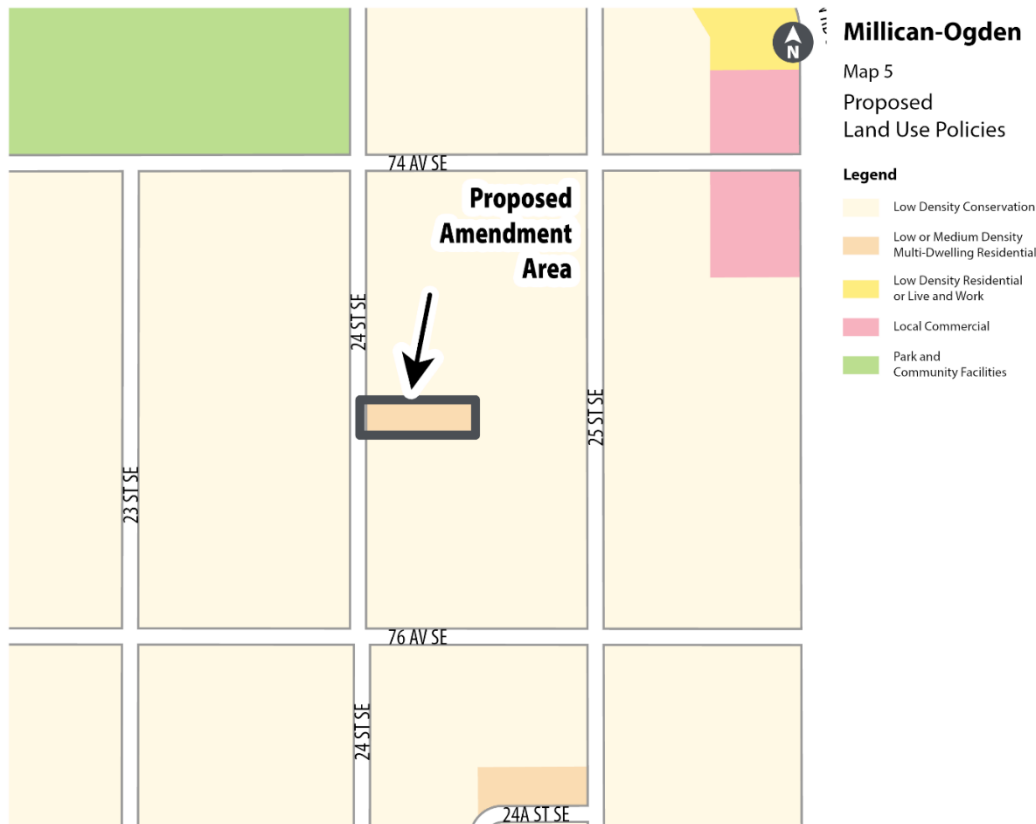 Millican-Ogden
Map 5
Proposed
Land Use Policies
Legend
Low Density Conservation
Low or Medium Density
Multi-Dwelling Residential
Low Density Residential
or Live and Work
Local Commercial
Park and
Community Facilities
N
74 AV SE
Proposed
Amendment
Area
24 ST SE
25 ST SE
23 ST SE
76 AV SE
24 ST SE
24A ST SE